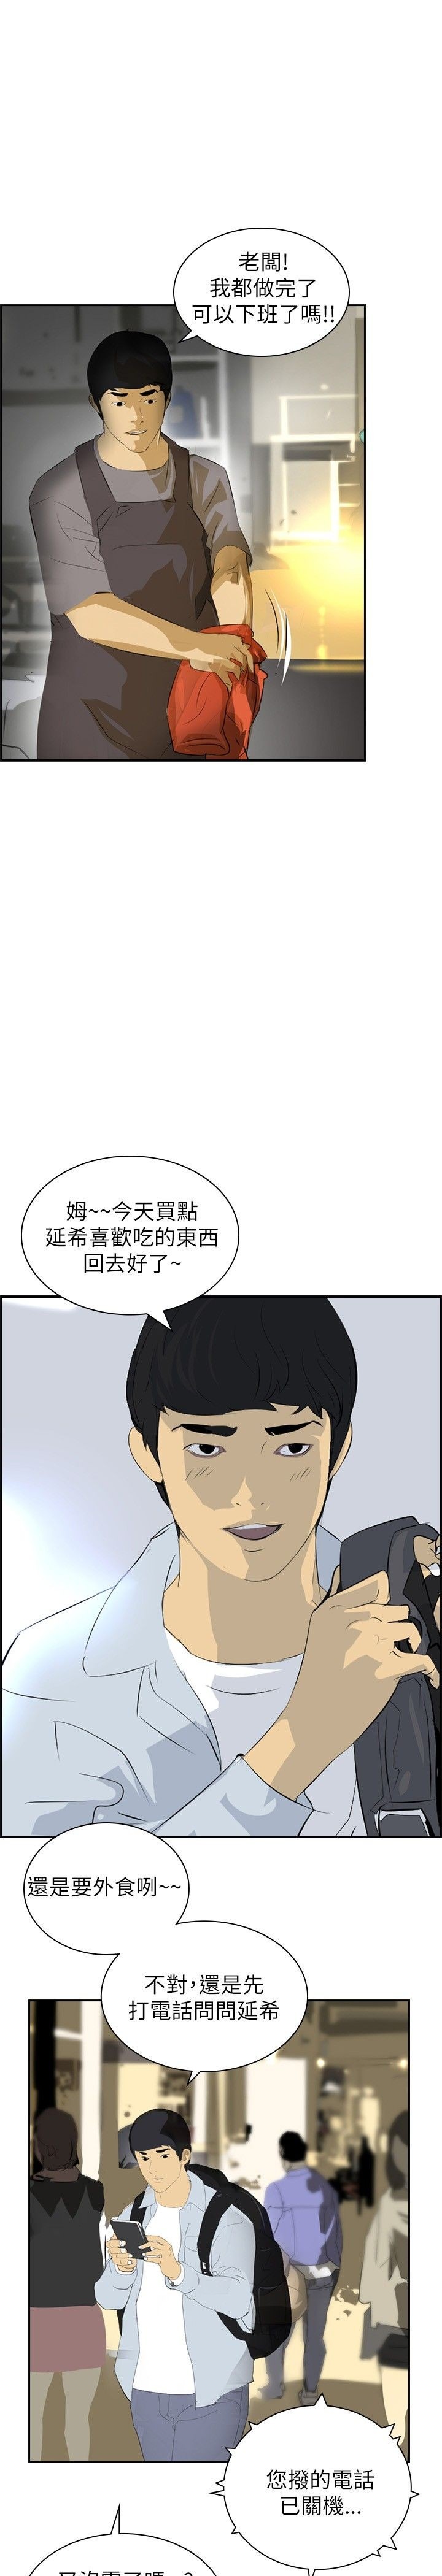 老闆!
我都做完了
可以下班了嗎!!
姆~~今天買點
延希喜歡吃的東西
回去好了~
還是要外食咧~~
不對，還是先
打電話問問延希
您撥的電話
已關機...